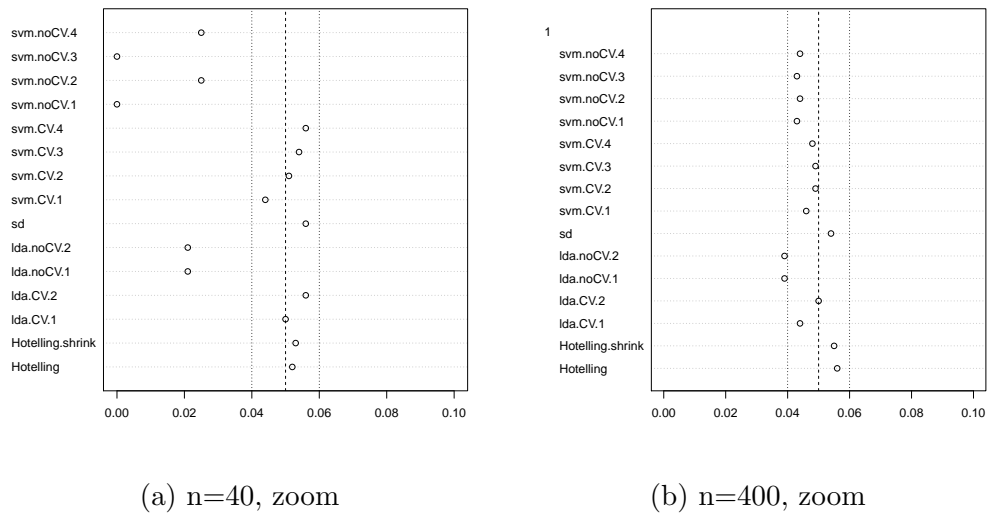 svm.noCV.4
svm.noCV.3
svm.noCV.2
svm.noCV.1
svm.CV.4
svm.CV.3
svm.CV.2
svm.CV.1
sd
lda.noCV.2
lda.noCV.1
lda.CV.2
lda.CV.1
Hotelling.shrink
Hotelling
0.00 0.02 0.04 0.06 0.08 0.10
(a) n=40, zoom
1
svm.noCV.4
svm.noCV.3
svm.noCV.2
svm.noCV.1
svm.CV.4
svm.CV.3
svm.CV.2
svm.CV.1
sd
lda.noCV.2
lda.noCV.1
lda.CV.2
lda.CV.1
Hotelling.shrink
Hotelling
0.00 0.02 0.04 0.06 0.08 0.10
(b) n=400, zoom